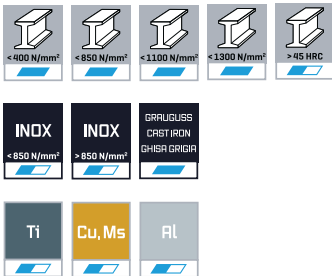 < 400 N/mm²
< 850 N/mm²
< 1100 N/mm²
< 1300 N/mm²
> 45 HRC
INOX
< 850 N/mm²
INOX
> 850 N/mm²
GRAUGUSS
CAST IRON
GHISA GRIGIA
Ti
Cu, Ms
Al